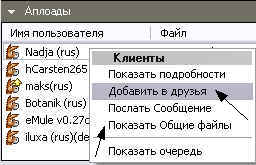 Аплоады
Имя пользователя Файл
Nadja (rus)
hCarsten265
maks(rus)
Botanik (rus)
eMule v0.27c
iluxa (rus)(de
Клиенты
Показать подробности
Добавить в друзья
Послать Сообщение
Показать Общие файлы
Показать очередь